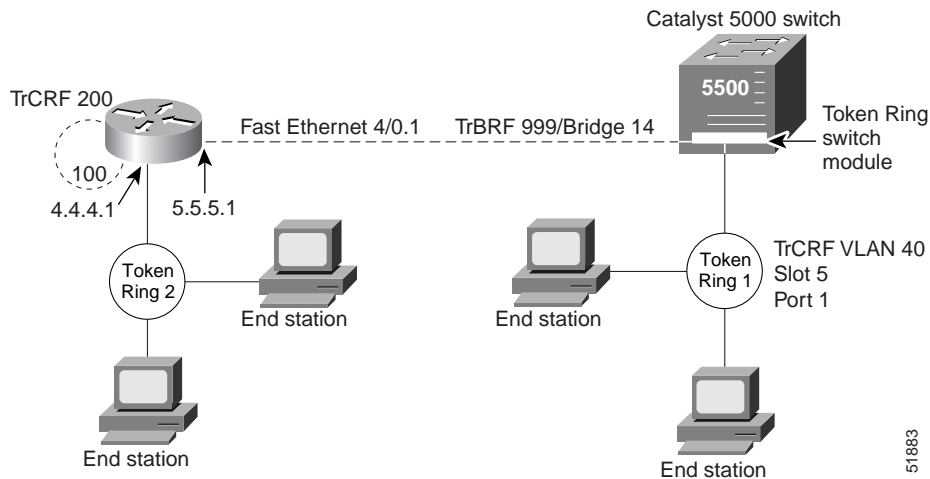 Catalyst 5000 switch
5500
TrCRF 200
Fast Ethernet 4/0.1
TrBRF 999/Bridge 14
Token Ring
switch
module
100
4.4.4.1
5.5.5.1
Token
Ring 2
End station
End station
Token
Ring 1
TrCRF VLAN 40
Slot 5
Port 1
End station
End station
51883